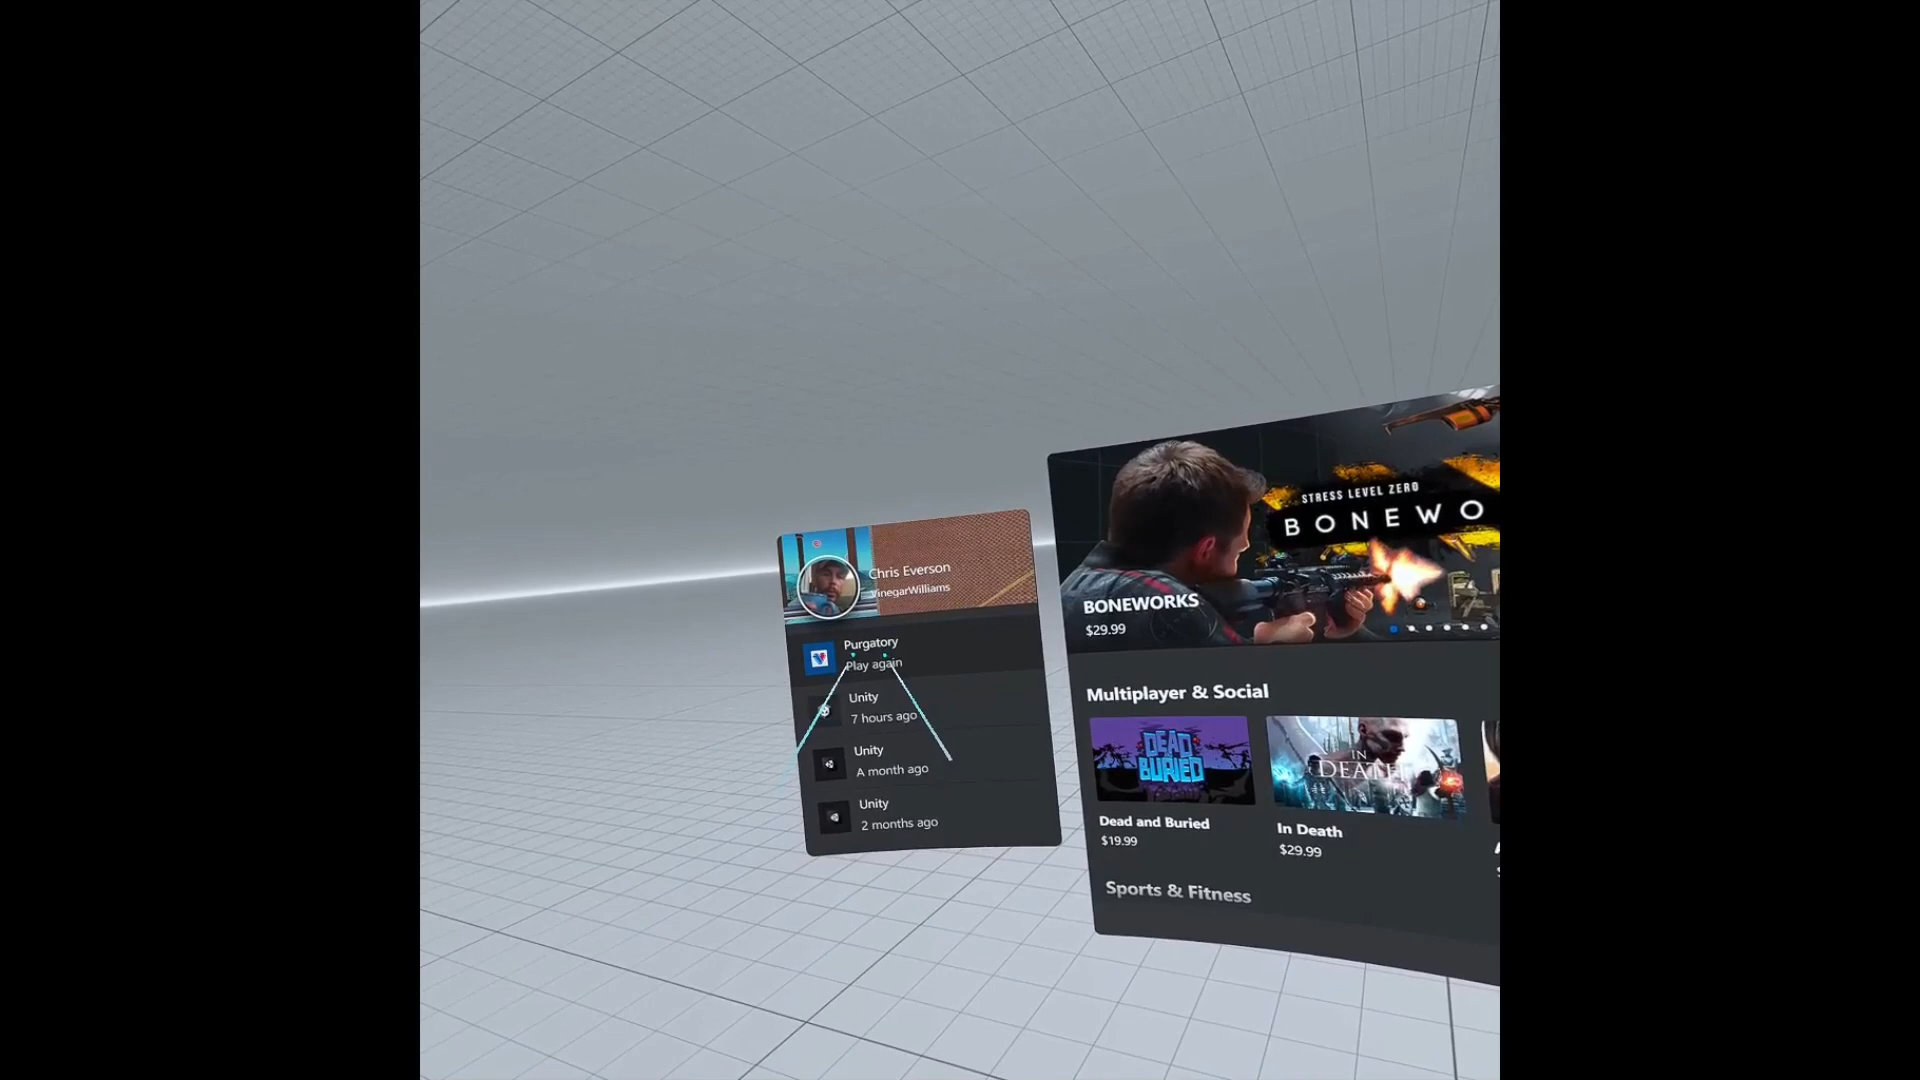 Chris Everson
VinegarWilliams
Purgatory
Play again
Unity
7 hours ago
Unity
A month ago
Unity
2 months ago
STRESS LEVEL ZERO
BONEWO
BONEWORKS
$29.99
Multiplayer & Social
DEAD
BURIED
Dead and Buried
$19.99
IN
DEATH
In Death
$29.99
Sports & Fitness